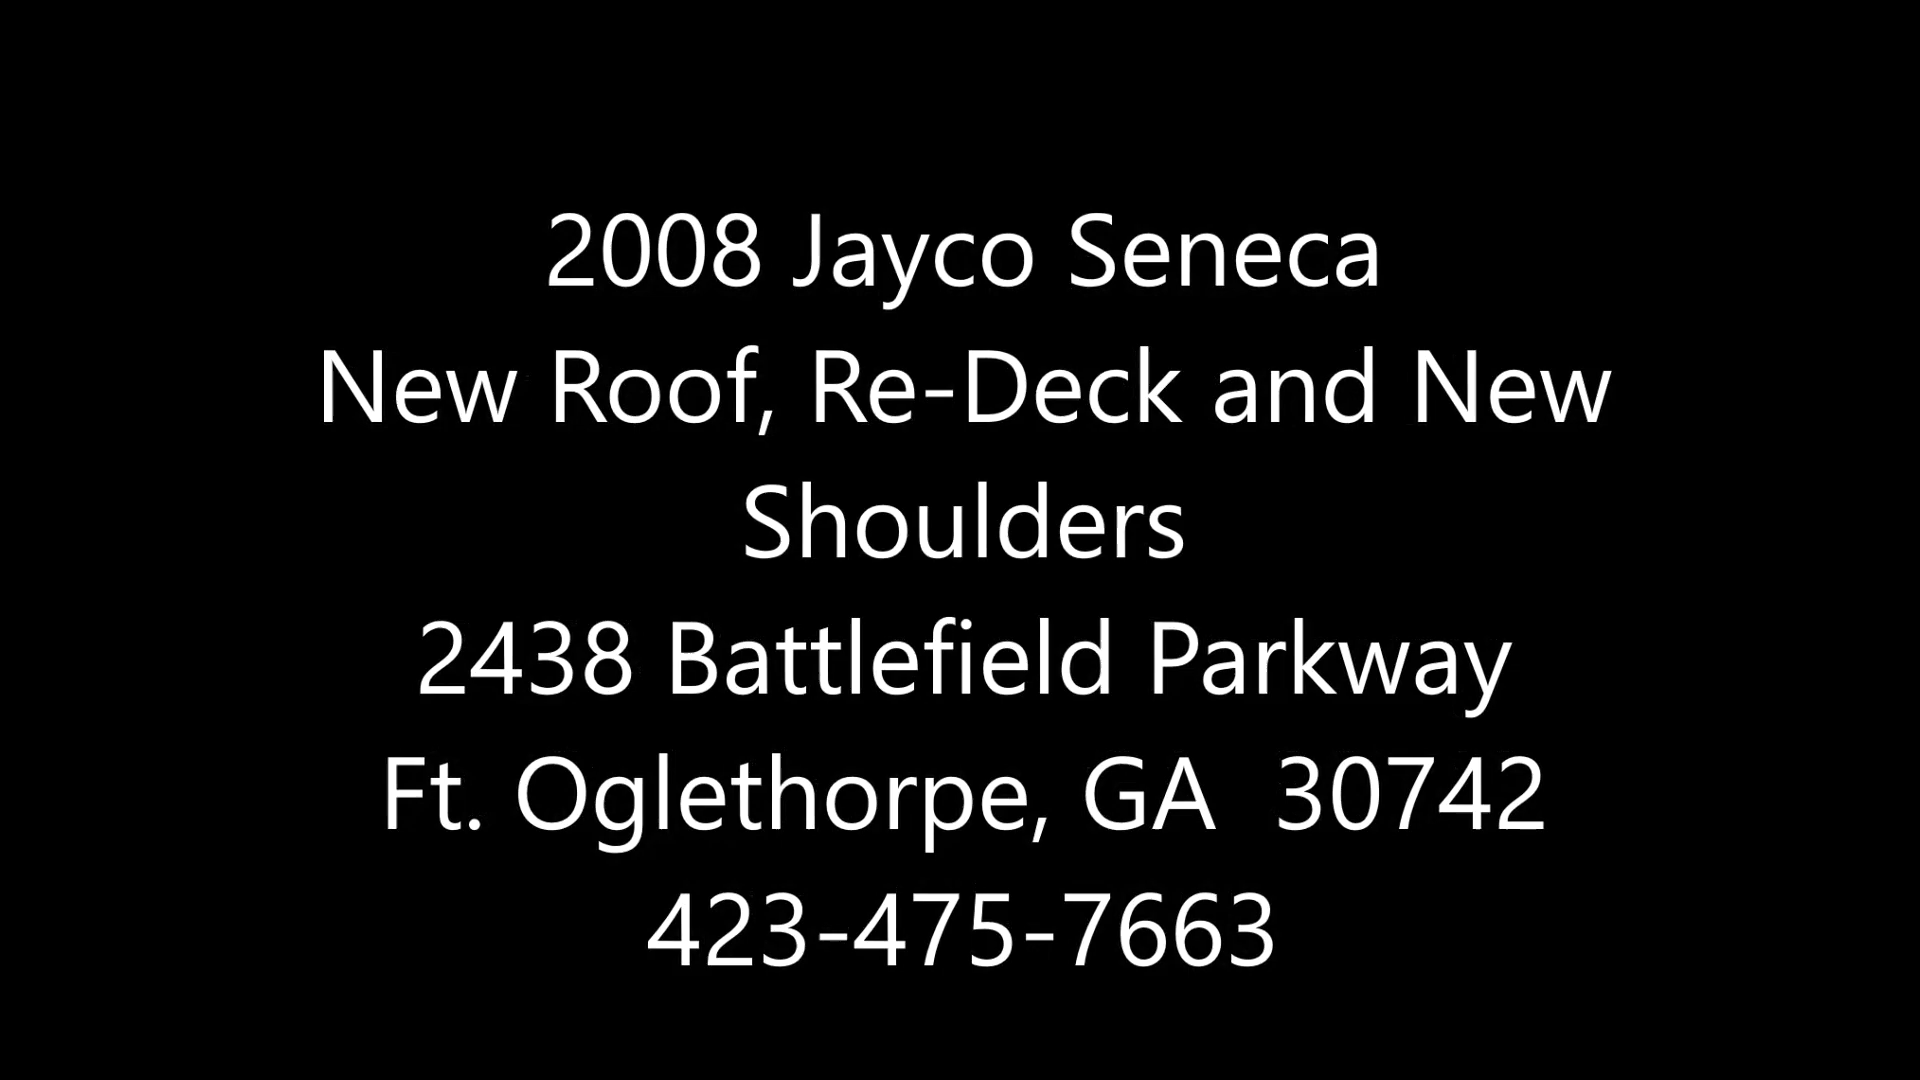 2008 Jayco Seneca
New Roof, Re-Deck and New
Shoulders
2438 Battlefield Parkway
Ft. Oglethorpe, GA  30742
423-475-7663